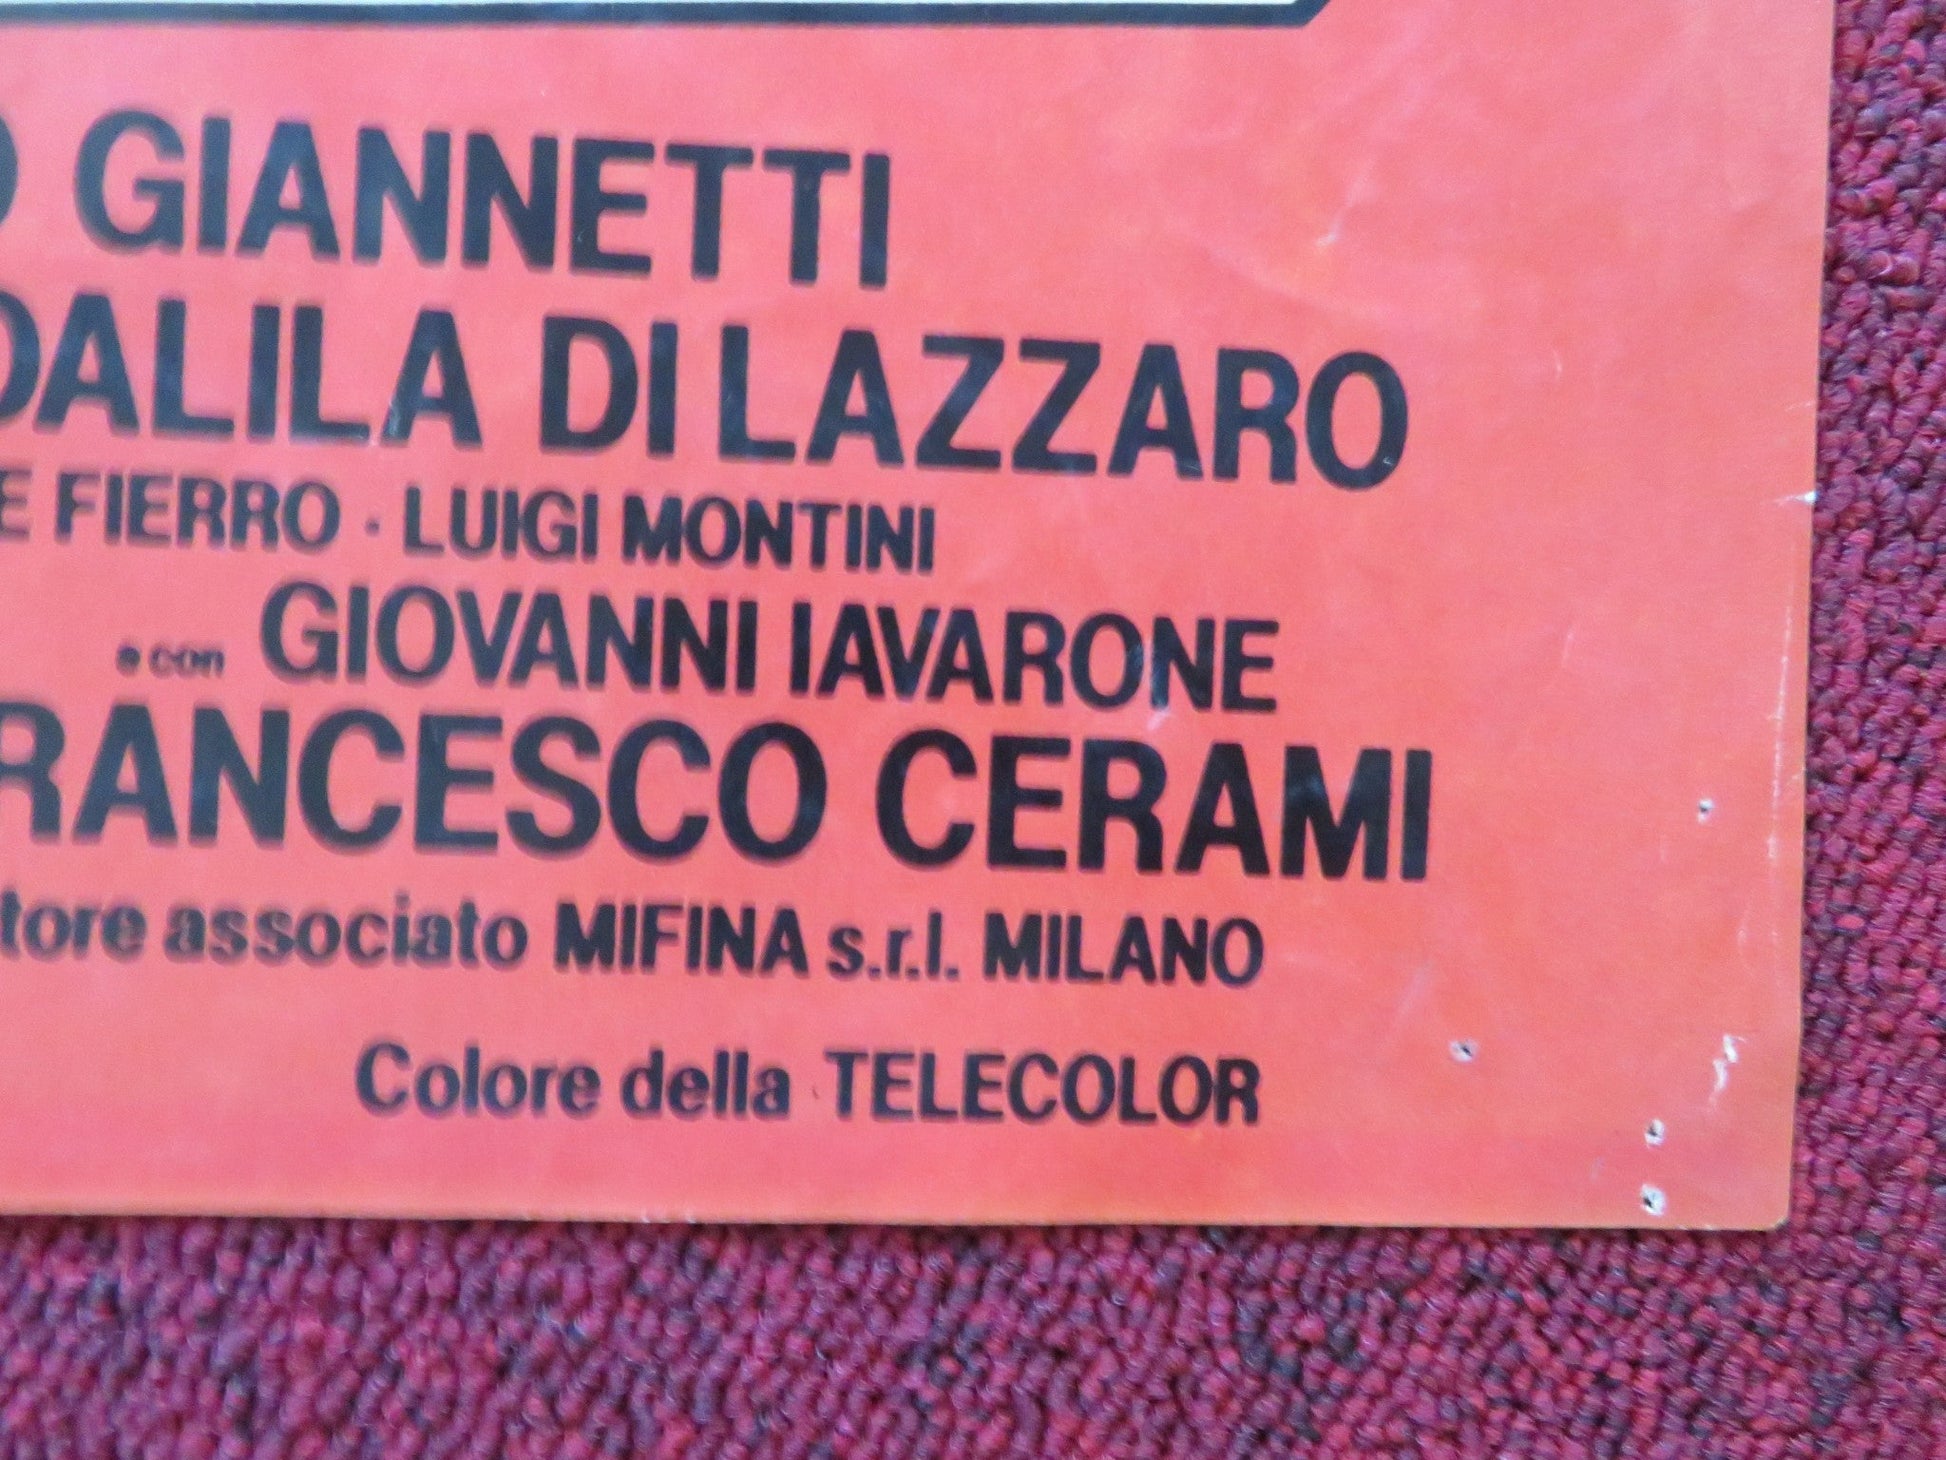 GIANNETTI
DALILA DI LAZZARO
E FIERRO · LUIGI MONTINI
e con GIOVANNI IAVARONE
RANCESCO CERAMI
tore associato MIFINA s.r.l. MILANO
Colore della TELECOLOR